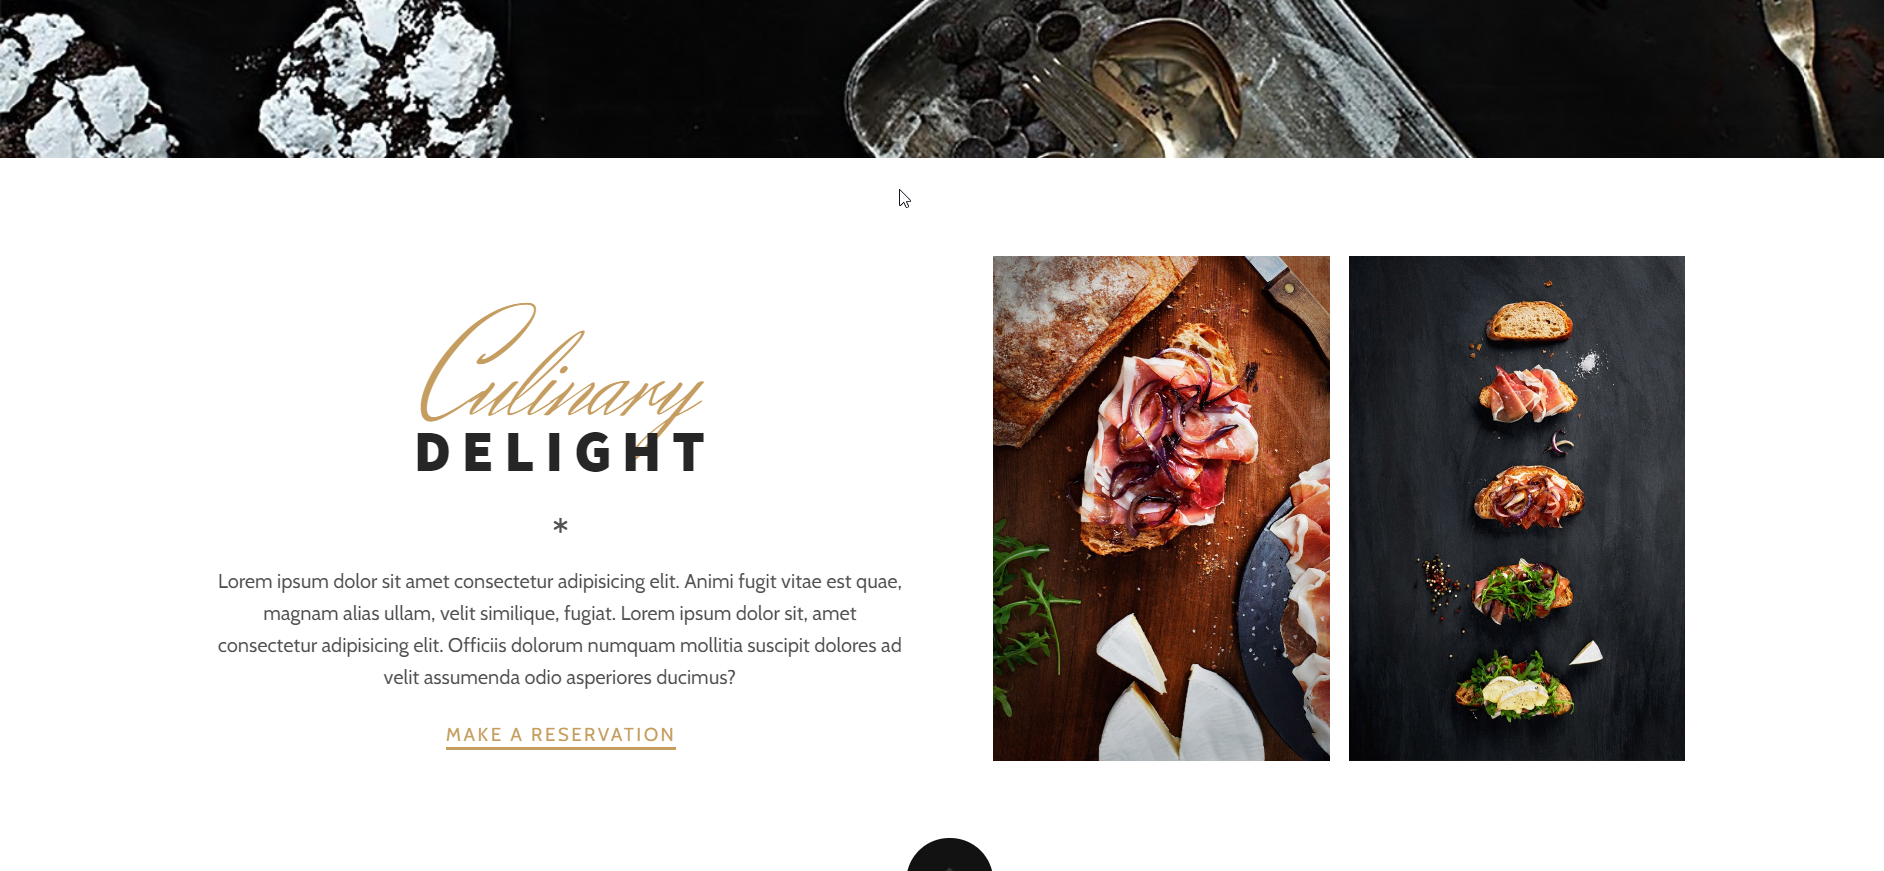 Culinary
DELIGHT
*
Lorem ipsum dolor sit amet consectetur adipisicing elit. Animi fugit vitae est quae,
magnam alias ullam, velit similique, fugiat. Lorem ipsum dolor sit, amet
consectetur adipisicing elit. Officiis dolorum numquam mollitia suscipit dolores ad
velit assumenda odio asperiores ducimus?
MAKE A RESERVATION